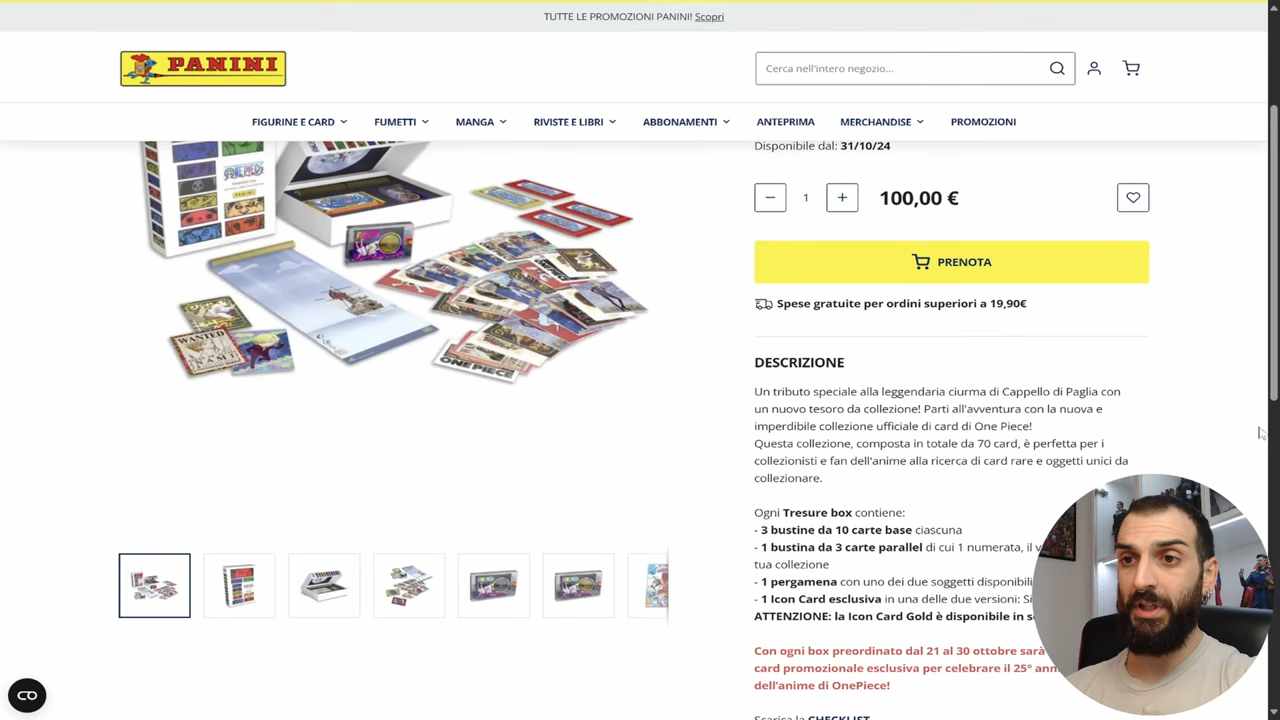 TUTTE LE PROMOZIONI PANINI! Scopri
PANINI
Cerca nell'intero negozio...
FIGURINE E CARD
FUMETTI
MANGA
RIVISTE E LIBRI
ABBONAMENTI
ANTEPRIMA
MERCHANDISE
PROMOZIONI
Disponibile dal: 31/10/24
1
100,00 €
PRENOTA
Spese gratuite per ordini superiori a 19,90€
DESCRIZIONE
Un tributo speciale alla leggendaria ciurma di Cappello di Paglia con
un nuovo tesoro da collezione! Parti all'avventura con la nuova e
imperdibile collezione ufficiale di card di One Piece!
Questa collezione, composta in totale da 70 card, è perfetta per i
collezionisti e fan dell'anime alla ricerca di card rare e oggetti unici da
collezionare.
Ogni Tresure box contiene:
- 3 bustine da 10 carte base ciascuna
- 1 bustina da 3 carte parallel di cui 1 numerata, il
tua collezione
- 1 pergamena con uno dei due soggetti disponibili
- 1 Icon Card esclusiva in una delle due versioni:
ATTENZIONE: la Icon Card Gold è disponibile in
Con ogni box preordinato dal 21 al 30 ottobre sarà
card promozionale esclusiva per celebrare il 25°
dell'anime di OnePiece!
Scarica la CHECKLIST
WANTED
NAMI
ONE PIECE